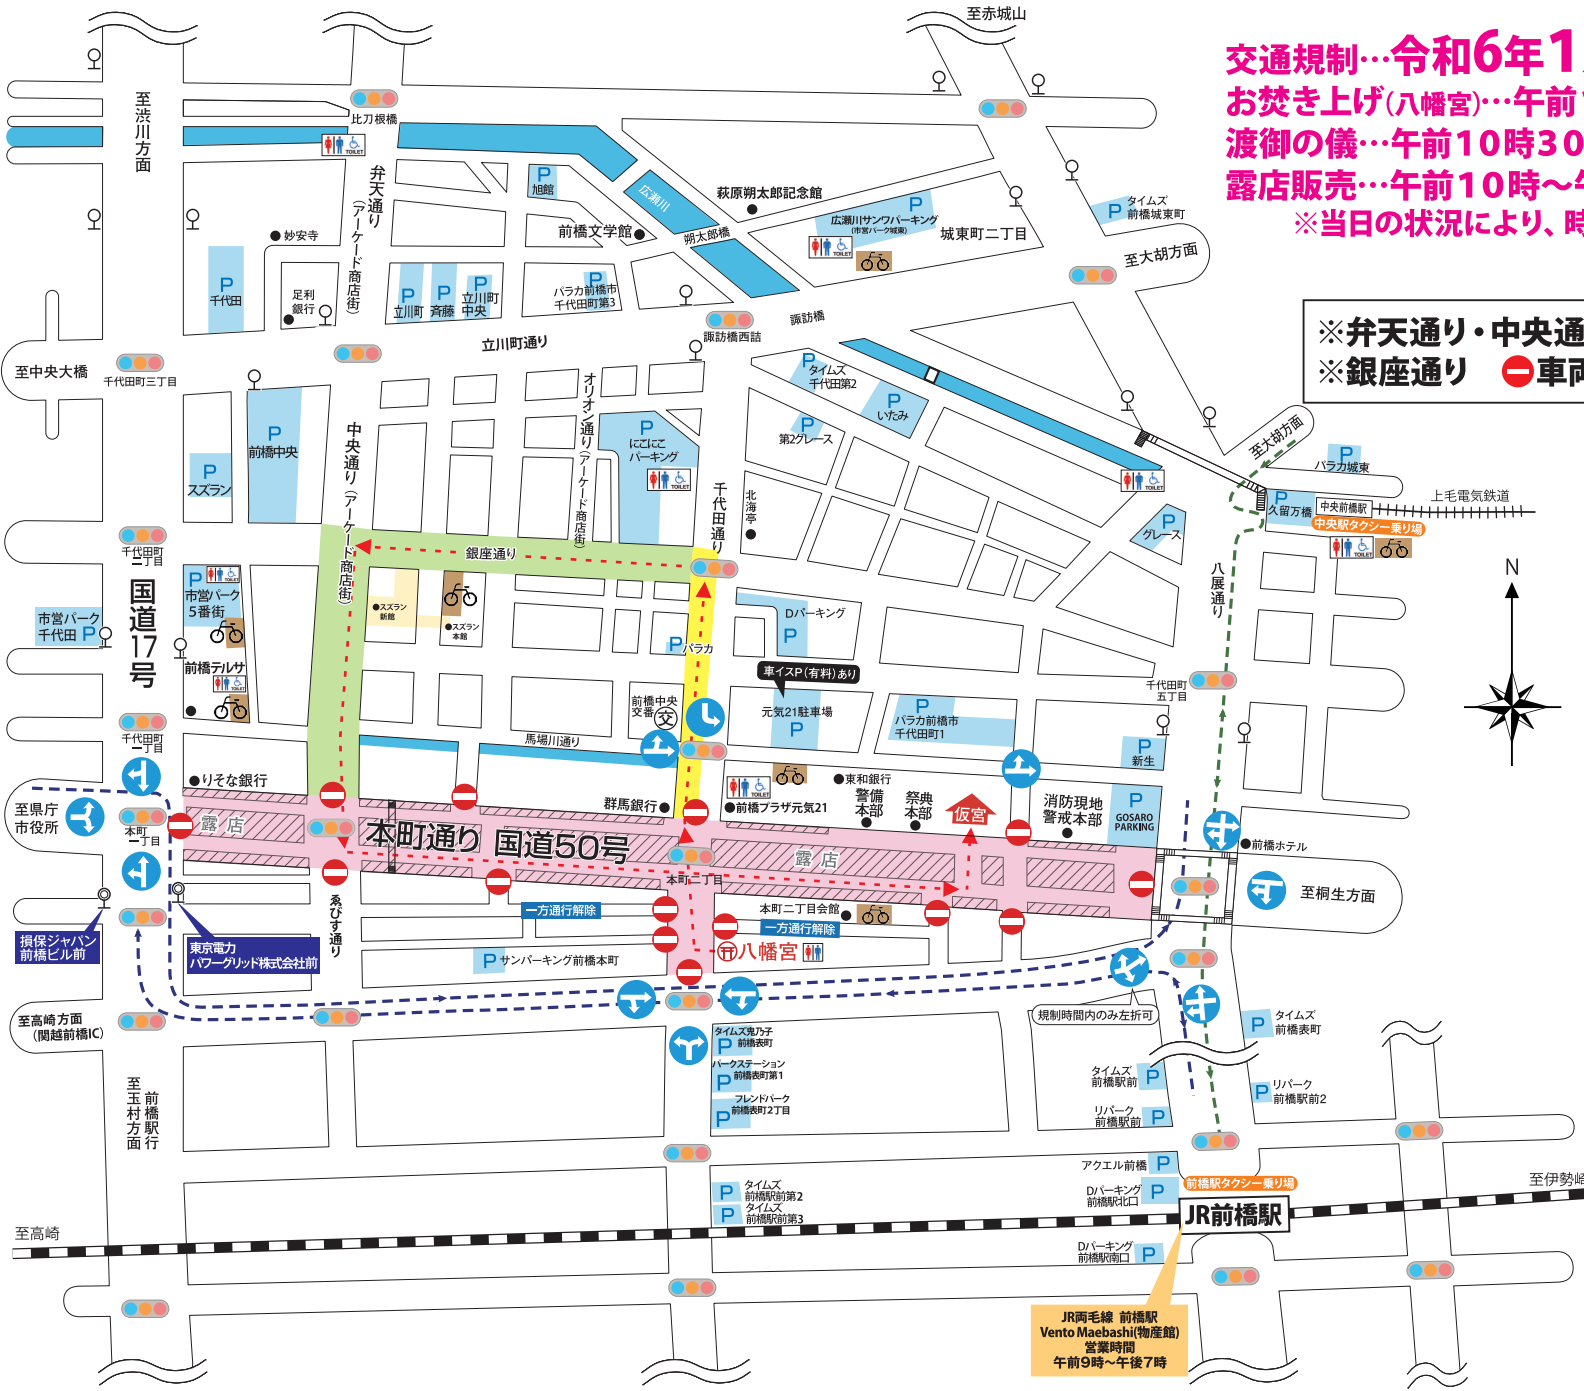 至赤城山
交通規制…令和6年1
お焚き上げ(八幡宮)…午前
渡御の儀…午前10時30
露店販売…午前10時〜
※当日の状況により、時
※弁天通り・中央通
※銀座通り
車両
至渋川方面
比刀根橋
TOILET
弁天通り
(アーケード商店街)
P
旭館
広瀬川
萩原朔太郎記念館
前橋文学館
朔太郎橋
P
広瀬川サンワパーキング
(市営パーク城東)
TOILET
城東町二丁目
P
タイムズ
前橋城東町
至大胡方面
妙安寺
P
千代田
足利
銀行
P
立川町
P
斉藤
P
立川町
中央
P
パラカ前橋市
千代田町第3
諏訪橋西詰
諏訪橋
立川町通り
至中央大橋
千代田町三丁目
P
前橋中央
P
スズラン
中央通り
(アーケード商店街)
オリオン通り
(アーケード商店街)
P
にこにこ
パーキング
TOILET
千代田通り
北海亭
P
タイムズ
千代田第2
P
いたみ
P
第2グレース
TOILET
P
グレース
至大胡方面
P
パラカ城東
P
久留万橋
中央前橋駅
上毛電気鉄道
中央駅タクシー乗り場
TOILET
千代田町
二丁目
銀座通り
国道17号
P
TOILET
市営パーク
5番街
市営パーク
千代田 P
前橋テルサ
TOILET
スズラン
新館
スズラン
本館
P
パラカ
Dパーキング
P
車イスP(有料)あり
元気21駐車場
P
八展通り
N
千代田町
五丁目
前橋中央
交番
交
P
パラカ前橋市
千代田町1
千代田町
一丁目
馬場川通り
P
新生
りそな銀行
群馬銀行
TOILET
前橋プラザ元気21
東和銀行
警備
本部
祭典
本部
仮宮
消防現地
警戒本部
P
GOSARO
PARKING
至県庁
市役所
本町
一丁目
露店
本町通り 国道50号
露店
前橋ホテル
至桐生方面
本町二丁目
ゑびす通り
一方通行解除
本町二丁目会館
一方通行解除
八幡宮
損保ジャパン
前橋ビル前
東京電力
パワーグリッド株式会社前
P サンパーキング前橋本町
規制時間内のみ左折可
至高崎方面
(関越前橋IC)
タイムズ鬼乃子
P 前橋表町
パークステーション
P 前橋表町第1
フレンドパーク
P 前橋表町2丁目
P
タイムズ
前橋表町
タイムズ
前橋駅前
P
リパーク
前橋駅前
P
P
リパーク
前橋駅前2
至玉村方面
前橋駅行
アクエル前橋
P
前橋駅タクシー乗り場
Dパーキング
前橋駅北口
P
P
タイムズ
前橋駅前第2
P
タイムズ
前橋駅前第3
至伊勢崎
至高崎
JR前橋駅
Dパーキング
前橋駅南口
P
JR両毛線 前橋駅
Vento Maebashi(物産館)
営業時間
午前9時〜午後7時